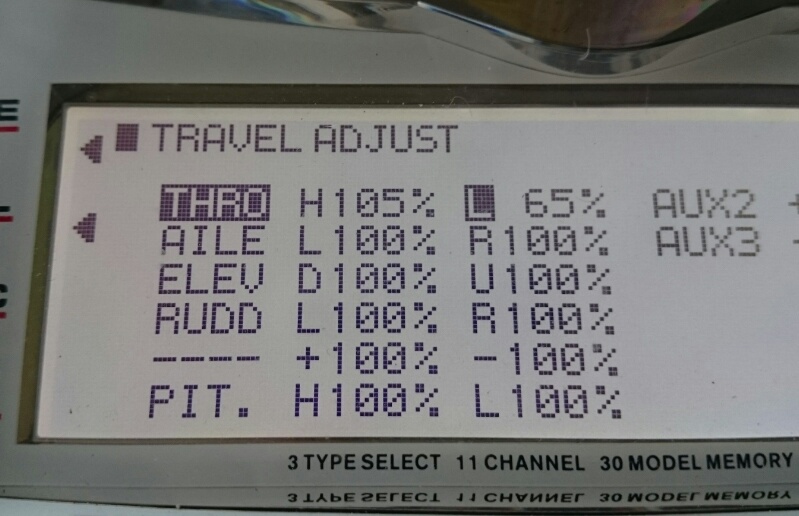 TRAVEL ADJUST
THRO H105% L 65% AUX2 +
AILE L100% R100% AUX3 -
ELEV D100% U100%
RUDD L100% R100%
---- +100% -100%
PIT. H100% L100%
3 TYPE SELECT 11 CHANNEL 30 MODEL MEMORY